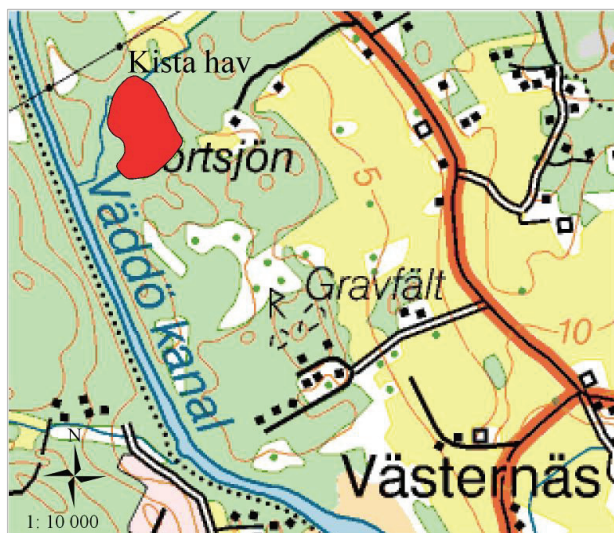 Kista hav
ortsjön
Väddö kanal
5
R
Gravfält
10
Västernäs
N
1: 10 000